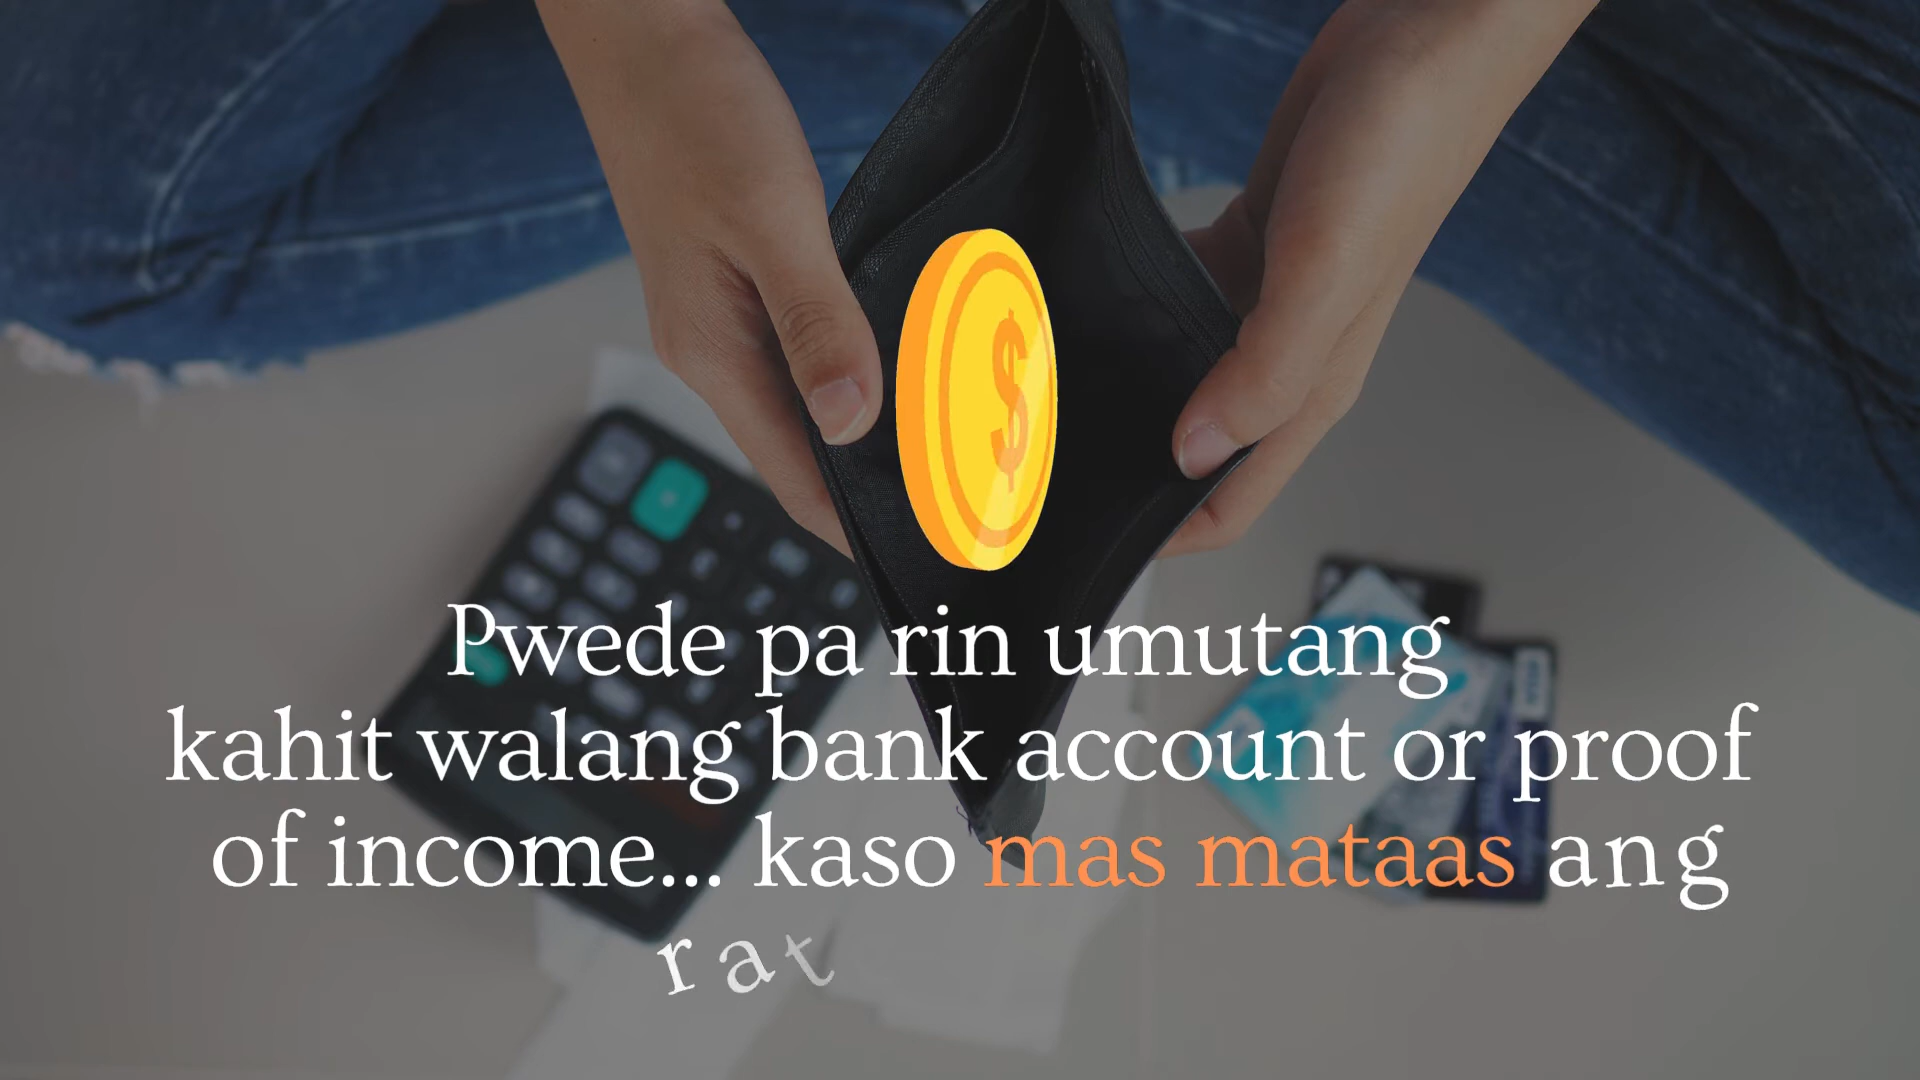 Pwede pa rin umutang
kahit walang bank account or proof
of income... kaso mas mataas ang
rat
$